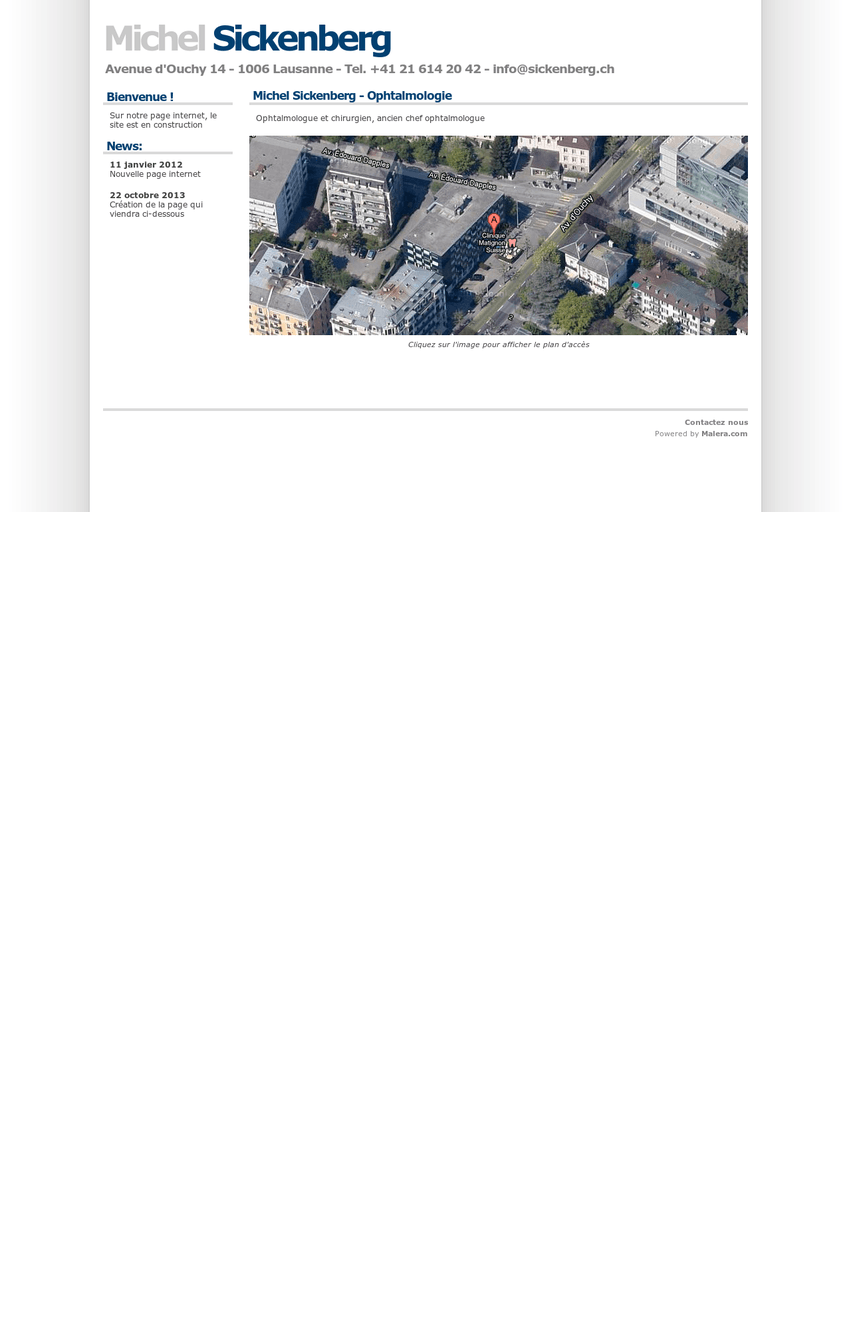 Michel Sickenberg
Avenue d'Ouchy 14 - 1006 Lausanne - Tel. +41 21 614 20 42 - info@sickenberg.ch
Bienvenue !
Sur notre page internet, le
site est en construction
News:
11 janvier 2012
Nouvelle page internet
22 octobre 2013
Création de la page qui
viendra ci-dessous
Michel Sickenberg - Ophtalmologie
Ophtalmologue et chirurgien, ancien chef ophtalmologue
Av. Édouard Dapples
Av. Édouard Dapples
Av. d'Ouchy
A
Clinique
Matignon
Suisse
Cliquez sur l'image pour afficher le plan d'accès
Contactez nous
Powered by Malera.com